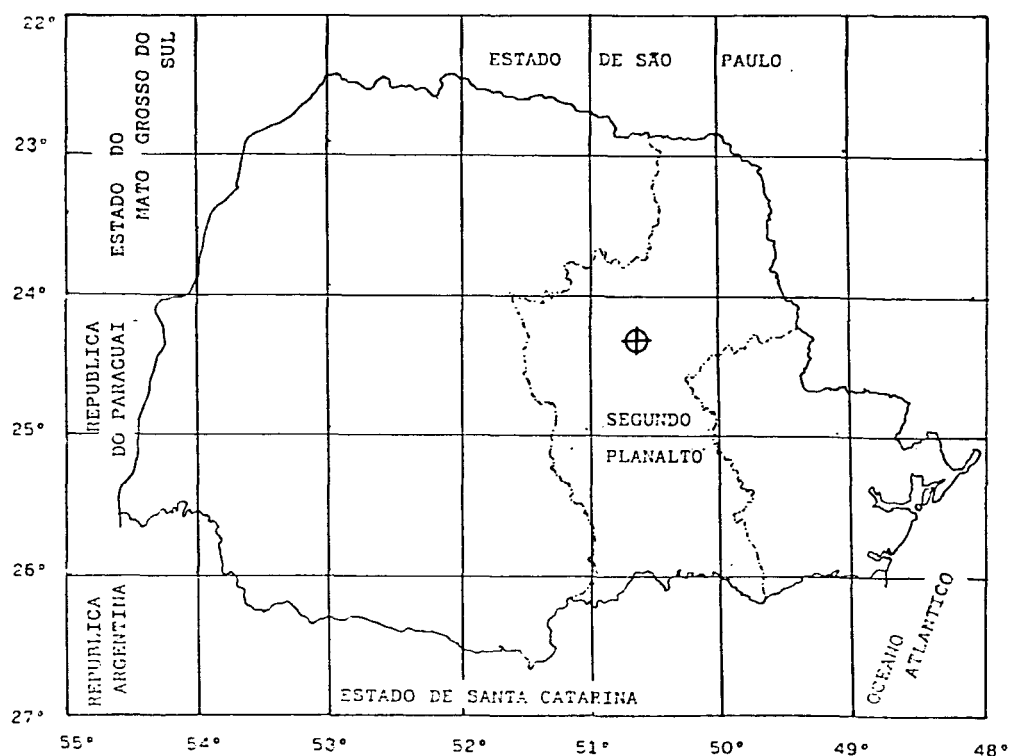 22°
ESTADO DO
MATO GROSSO DO
SUL
ESTADO DE SÃO PAULO
23°
24°
REPUBLICA
DO PARAGUAI
25°
SEGUNDO
PLANALTO
26°
REPUBLICA
ARGENTINA
OCEANO
ATLANTICO
ESTADO DE SANTA CATARINA
27°
55° 54° 53° 52° 51° 50° 49° 48°